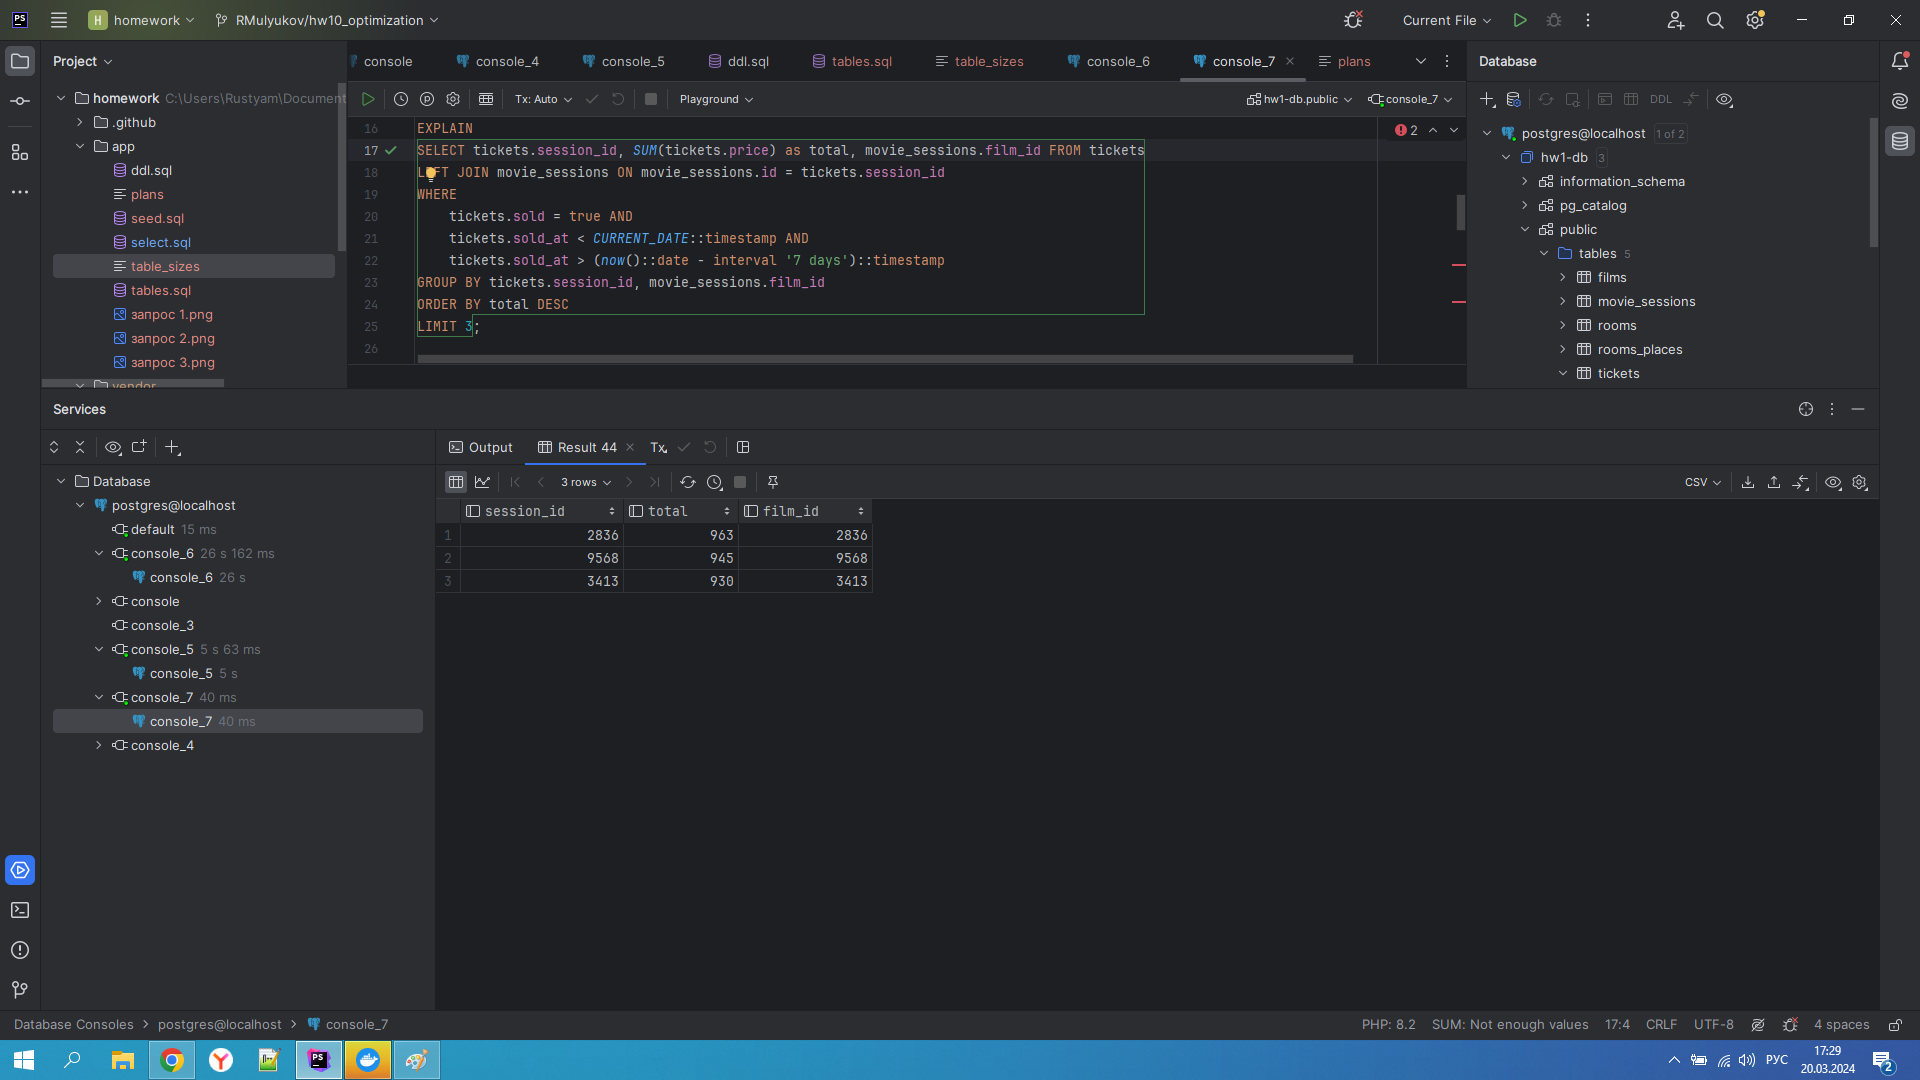 PS
H homework
RMulyukov/hw10_optimization
Current File
Project
console
console_4
console_5
ddl.sql
tables.sql
table_sizes
console_6
console_7
plans
Database
Tx: Auto
Playground
hw1-db.public
console_7
DDL
homework C:\Users\Rustyam\Document
.github
app
ddl.sql
plans
seed.sql
select.sql
table_sizes
tables.sql
запрос 1.png
запрос 2.png
запрос 3.png
vendor
16 EXPLAIN
17 SELECT tickets.session_id, SUM(tickets.price) as total, movie_sessions.film_id FROM tickets
18 LEFT JOIN movie_sessions ON movie_sessions.id = tickets.session_id
19 WHERE
20 tickets.sold = true AND
21 tickets.sold_at < CURRENT_DATE::timestamp AND
22 tickets.sold_at > (now()::date - interval '7 days')::timestamp
23 GROUP BY tickets.session_id, movie_sessions.film_id
24 ORDER BY total DESC
25 LIMIT 3;
26
2
postgres@localhost 1 of 2
hw1-db 3
information_schema
pg_catalog
public
tables 5
films
movie_sessions
rooms
rooms_places
tickets
Services
Output
Result 44
Tx
Database
postgres@localhost
default 15 ms
console_6 26 s 162 ms
console_6 26 s
console
console_3
console_5 5 s 63 ms
console_5 5 s
console_7 40 ms
console_7 40 ms
console_4
3 rows
CSV
session_id total film_id
1 2836 963 2836
2 9568 945 9568
3 3413 930 3413
Database Consoles > postgres@localhost > console_7
PHP: 8.2
SUM: Not enough values
17:4
CRLF
UTF-8
4 spaces
PS
РУС
17:29
20.03.2024
2